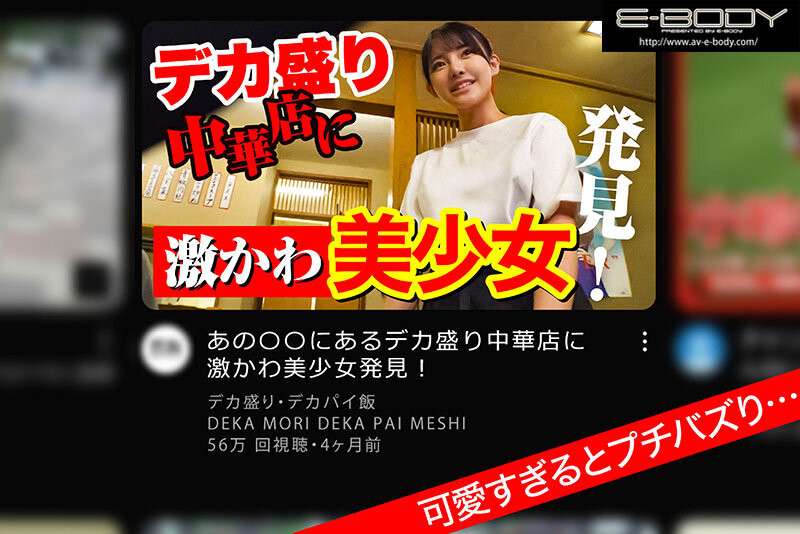 E-BODY
PRESENTED BY E-BODY
http://www.av-e-body.com/
デカ盛り
中華店に
発見!
激かわ美少女
あの〇〇にあるデカ盛り中華店に
激かわ美少女発見！
デカ盛り・デカパイ飯
DEKA MORI DEKA PAI MESHI
56万 回視聴・4ヶ月前
可愛すぎるとプチバズり…